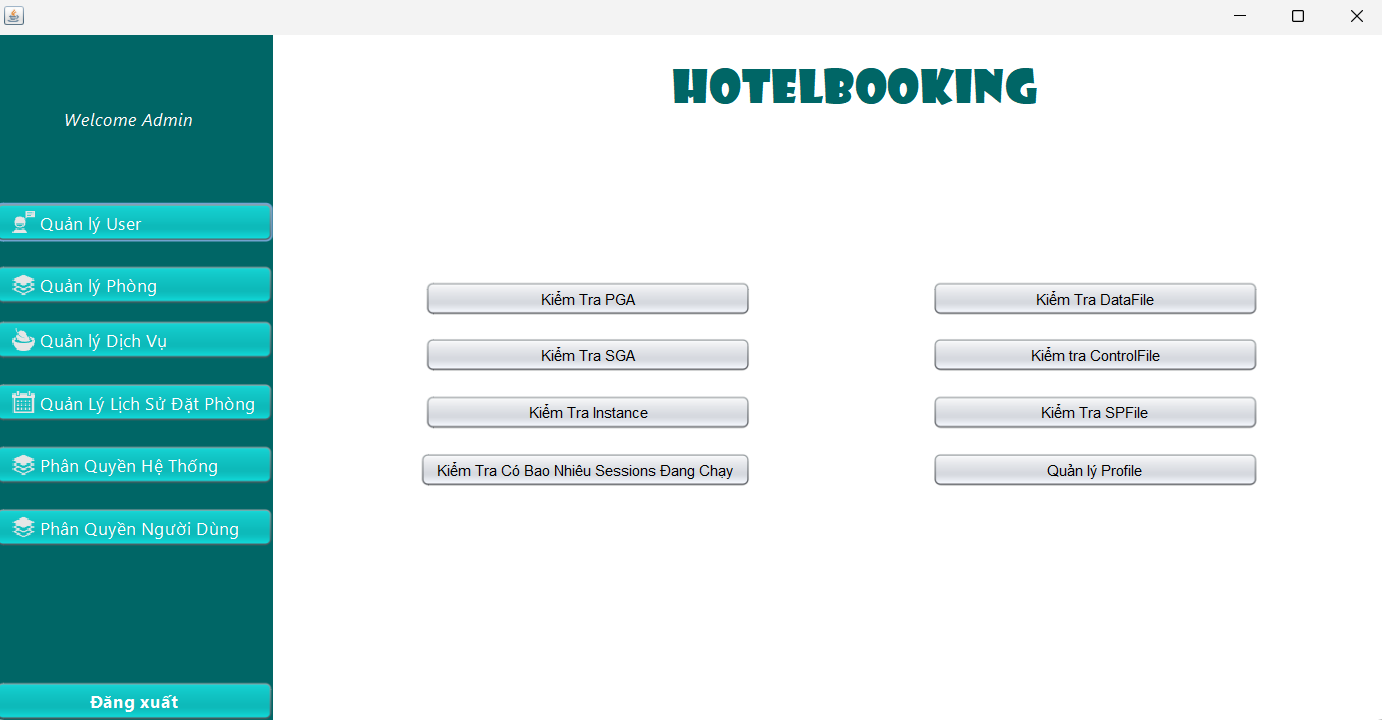 HOTELBOOKING
Welcome Admin
Quản lý User
Quản lý Phòng
Quản lý Dịch Vụ
Quản Lý Lịch Sử Đặt Phòng
Phân Quyền Hệ Thống
Phân Quyền Người Dùng
Đăng xuất
Kiểm Tra PGA
Kiểm Tra SGA
Kiểm Tra Instance
Kiểm Tra Có Bao Nhiêu Sessions Đang Chạy
Kiểm Tra DataFile
Kiểm tra ControlFile
Kiểm Tra SPFile
Quản lý Profile